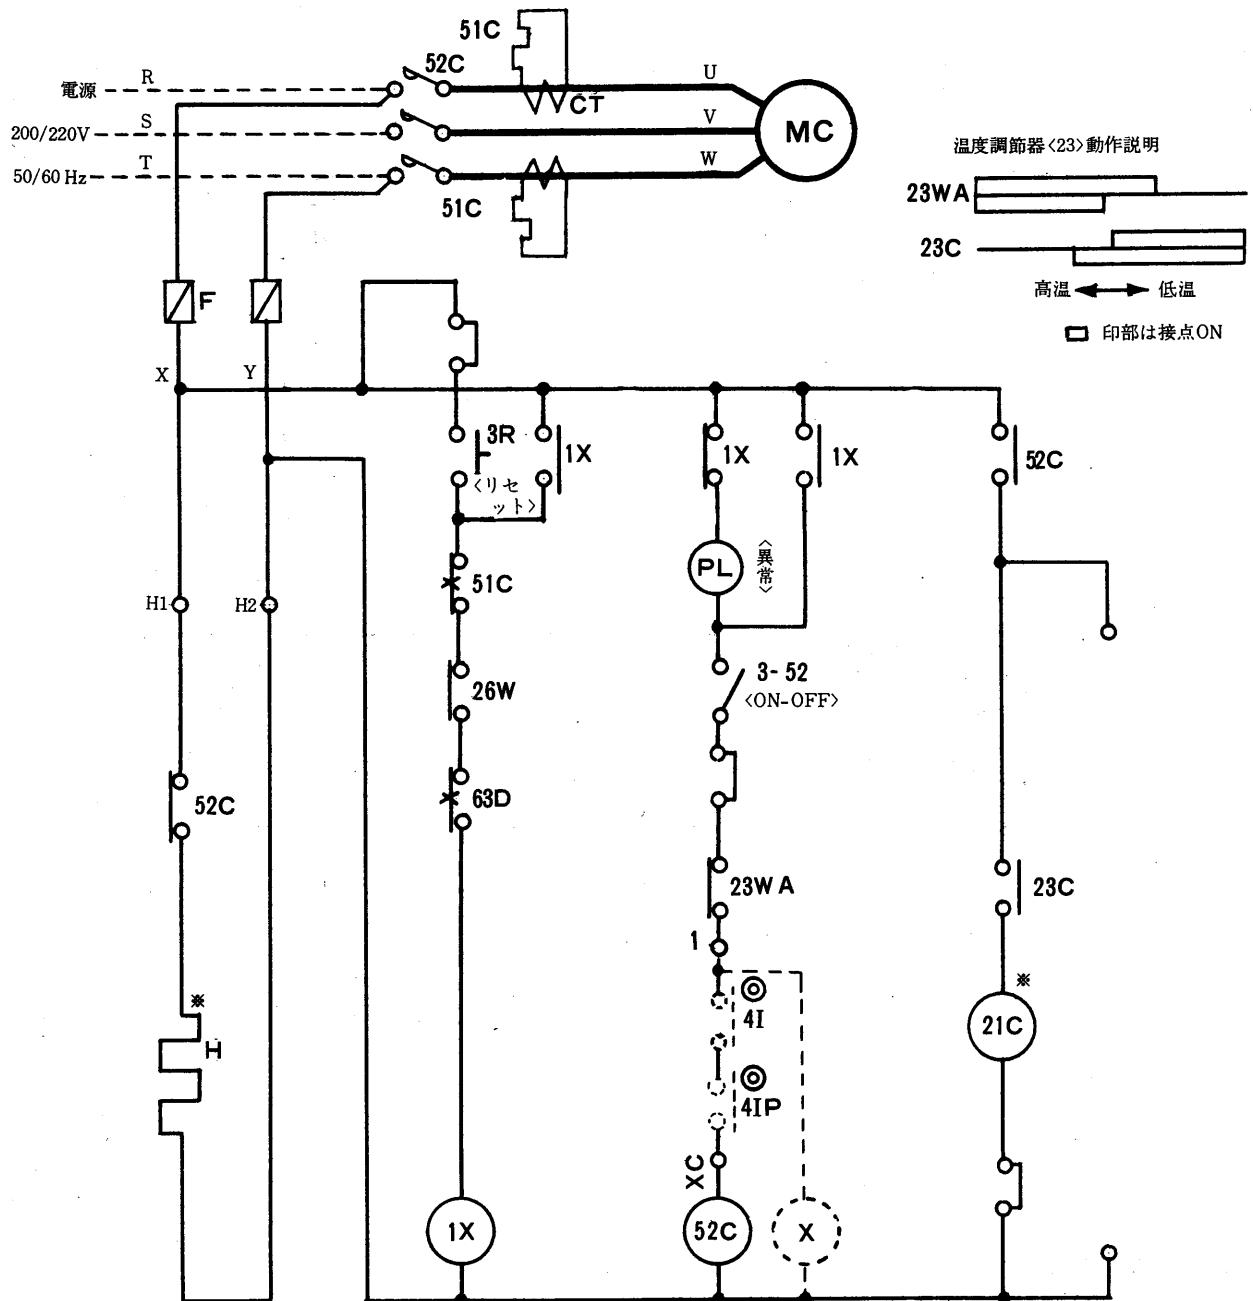 51C
52C
電源
R
U
CT
200/220V
S
V
MC
50/60 Hz
T
W
51C
温度調節器〈23〉動作説明
23WA
23C
高温
低温
印部は接点ON
F
X
Y
3R
〈リセ
ット〉
1X
1X
1X
52C
PL
〈異常〉
51C
H1
H2
26W
3-52
〈ON-OFF〉
52C
63D
23WA
23C
1
※
H
4I
※
21C
4IP
XC
1X
52C
X